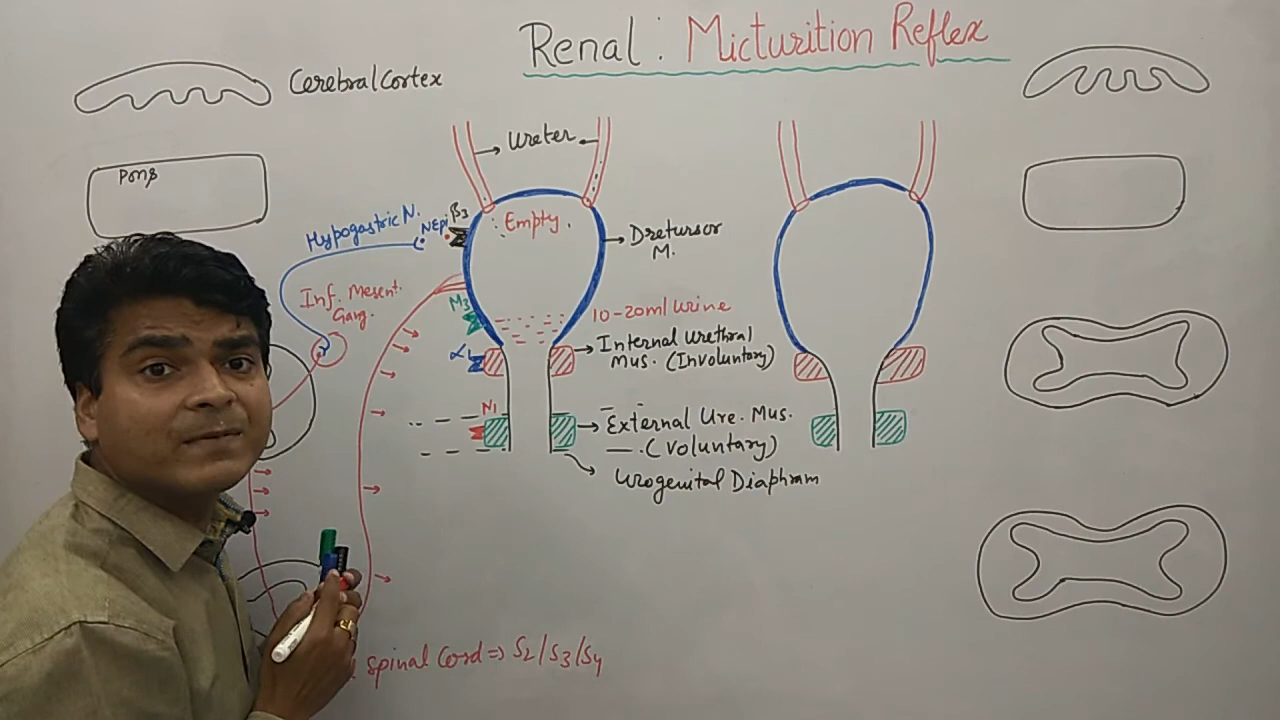 Renal : Micturition Reflex
Cerebral Cortex
Pons
Ureter
Hypogastric N.
NEpi
β3
Empty
Dretursor
M.
Inf. Mesent.
Gang.
M3
10-20ml Urine
Internal Urethral
Mus. (Involuntary)
α1
N1
External Ure. Mus.
(Voluntary)
Urogenital Diaphram
spinal Cord ⇒ S2/S3/S4